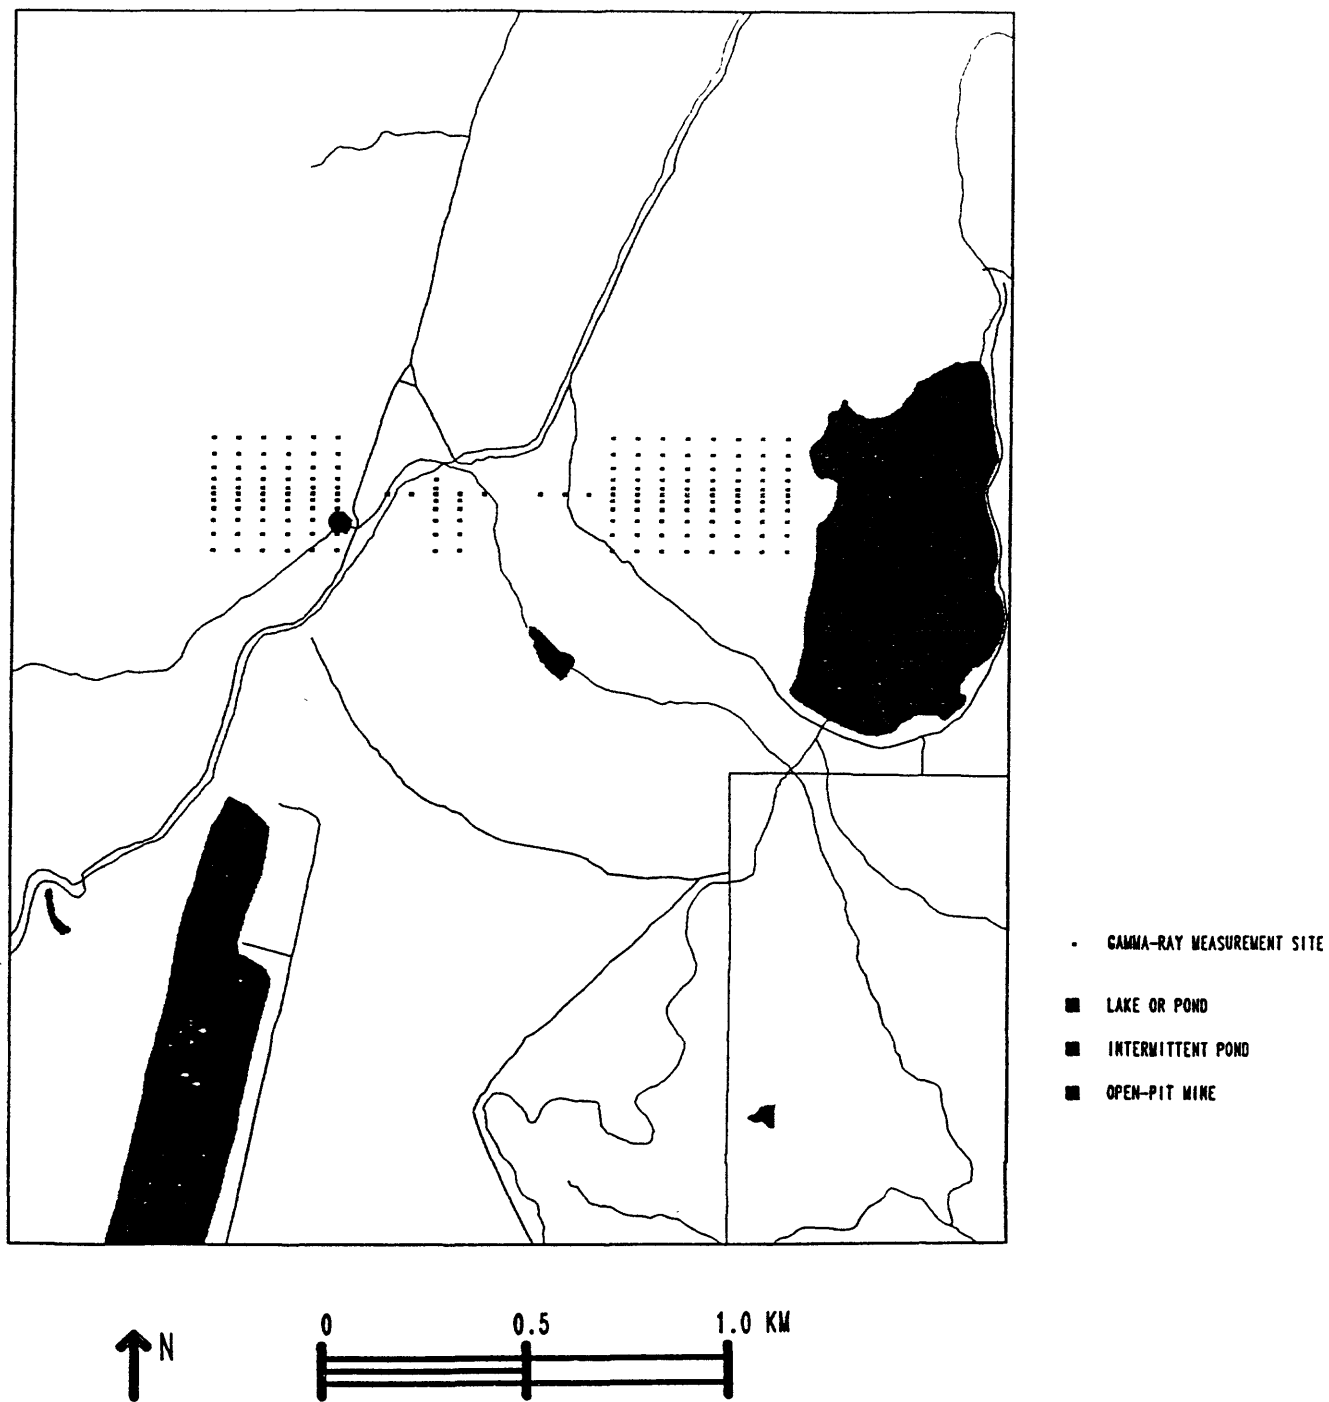 GAMMA-RAY MEASUREMENT SITE
LAKE OR POND
INTERMITTENT POND
OPEN-PIT MINE
N
0 0.5 1.0 KM